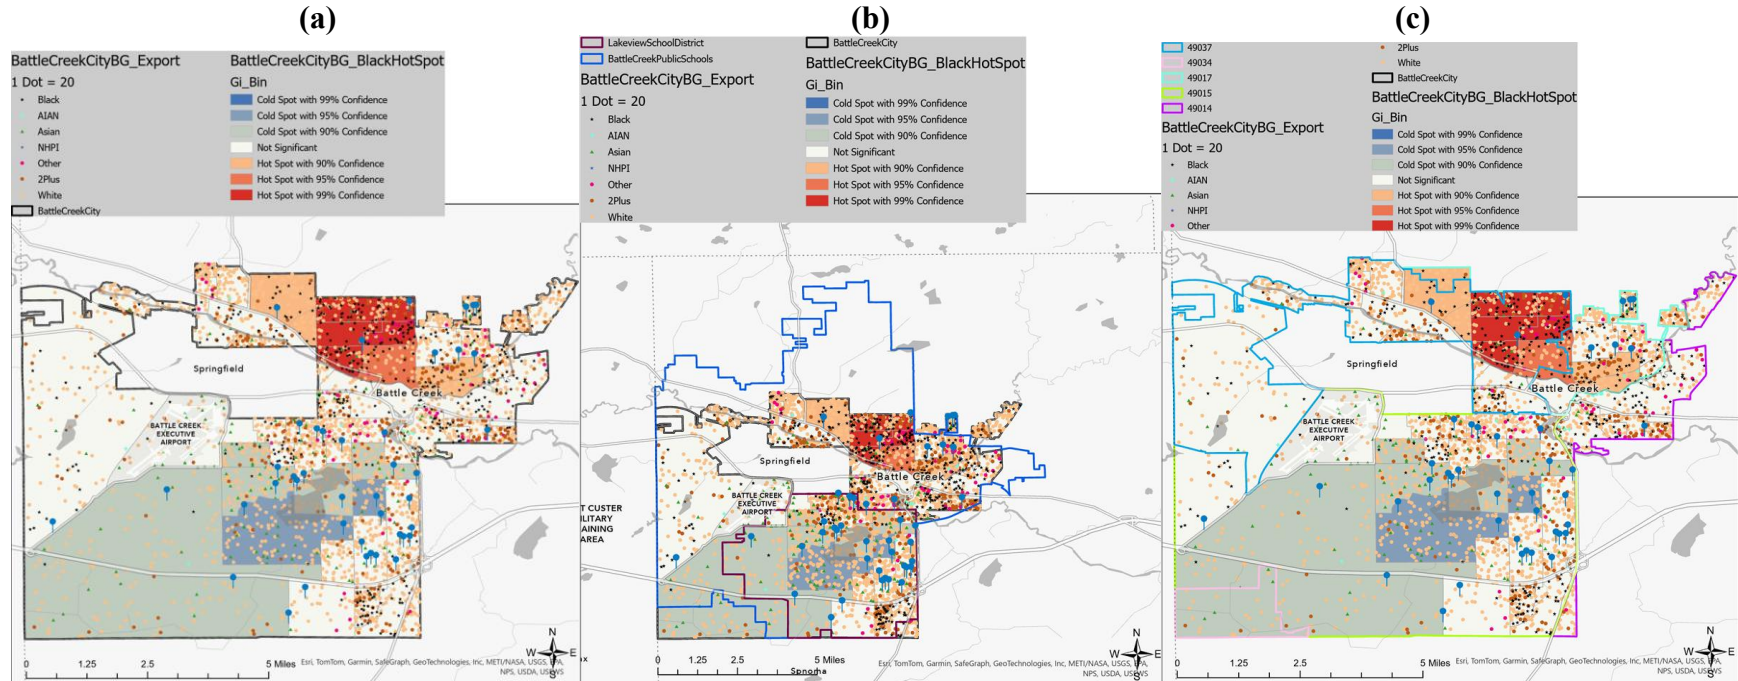 (a)
BattleCreekCityBG_Export
1 Dot = 20
Black
AIAN
Asian
NHPI
Other
2Plus
White
BattleCreekCity
BattleCreekCityBG_BlackHotSpot
Gi_Bin
Cold Spot with 99% Confidence
Cold Spot with 95% Confidence
Cold Spot with 90% Confidence
Not Significant
Hot Spot with 90% Confidence
Hot Spot with 95% Confidence
Hot Spot with 99% Confidence
Springfield
Battle Creek
BATTLE CREEK
EXECUTIVE
AIRPORT
N
W E
S
0 1.25 2.5 5 Miles
Esri, TomTom, Garmin, SafeGraph, GeoTechnologies, Inc, METI/NASA, USGS, EPA,
NPS, USDA, USFWS
(b)
LakeviewSchoolDistrict
BattleCreekPublicSchools
BattleCreekCityBG_Export
1 Dot = 20
Black
AIAN
Asian
NHPI
Other
2Plus
White
BattleCreekCity
BattleCreekCityBG_BlackHotSpot
Gi_Bin
Cold Spot with 99% Confidence
Cold Spot with 95% Confidence
Cold Spot with 90% Confidence
Not Significant
Hot Spot with 90% Confidence
Hot Spot with 95% Confidence
Hot Spot with 99% Confidence
Springfield
Battle Creek
BATTLE CREEK
EXECUTIVE
AIRPORT
T CUSTER
ILITARY
AINING
AREA
N
W E
S
0 1.25 2.5 5 Miles
Sonoma
Esri, TomTom, Garmin, SafeGraph, GeoTechnologies, Inc, METI/NASA, USGS, EPA,
NPS, USDA, USFWS
(c)
49037
49034
49017
49015
49014
BattleCreekCityBG_Export
1 Dot = 20
Black
AIAN
Asian
NHPI
Other
2Plus
White
BattleCreekCity
BattleCreekCityBG_BlackHotSpot
Gi_Bin
Cold Spot with 99% Confidence
Cold Spot with 95% Confidence
Cold Spot with 90% Confidence
Not Significant
Hot Spot with 90% Confidence
Hot Spot with 95% Confidence
Hot Spot with 99% Confidence
Springfield
Battle Creek
BATTLE CREEK
EXECUTIVE
AIRPORT
N
W E
S
0 1.25 2.5 5 Miles
Esri, TomTom, Garmin, SafeGraph, GeoTechnologies, Inc, METI/NASA, USGS, EPA,
NPS, USDA, USFWS